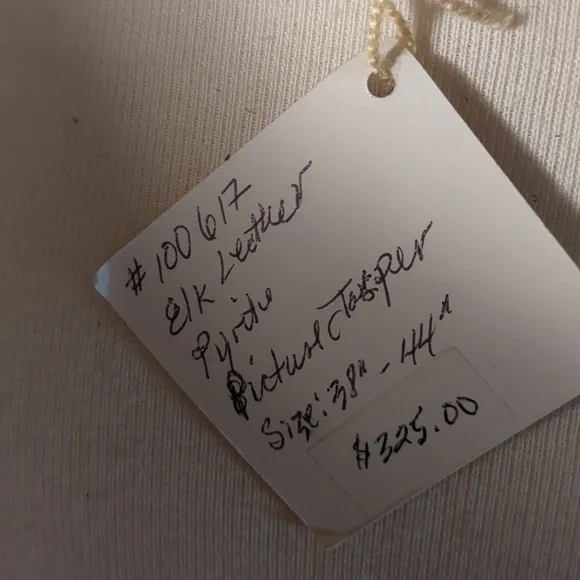 #100617
Elk Leather
Pyrite
Picture Jasper
Size: 38" - 44"
$325.00